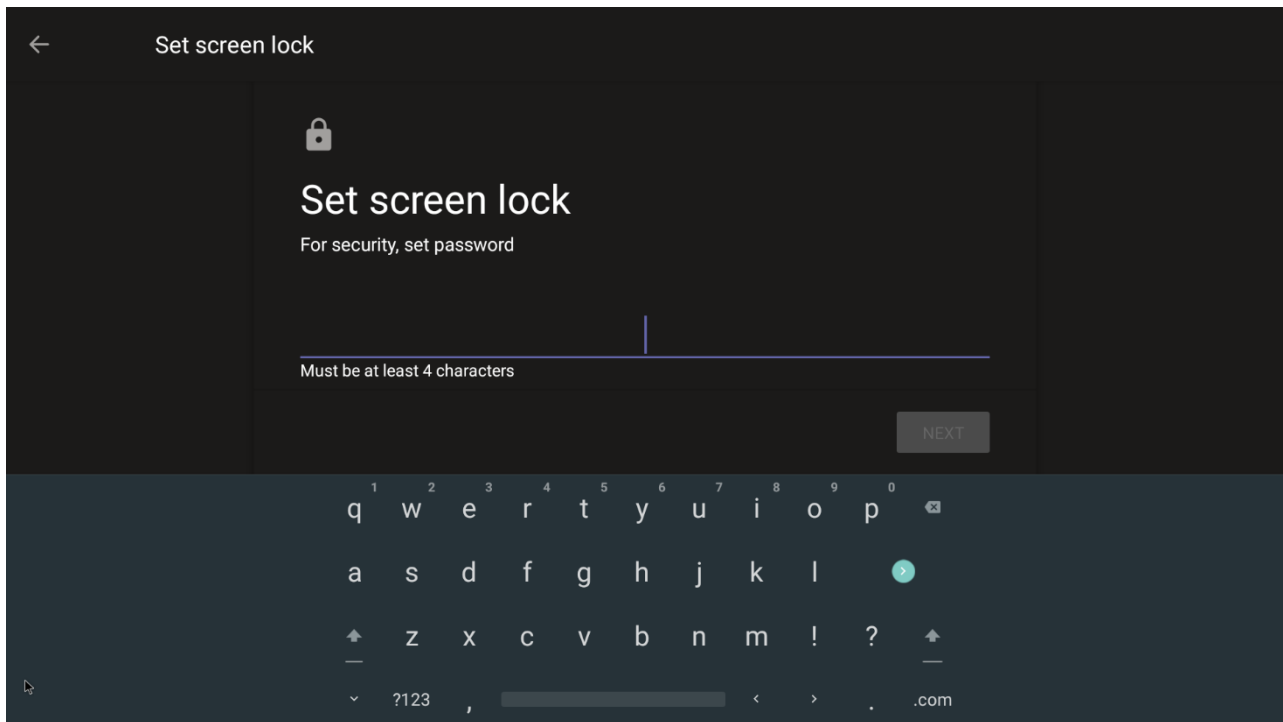 Set screen lock
Set screen lock
For security, set password
Must be at least 4 characters
NEXT
1 2 3 4 5 6 7 8 9 0
q w e r t y u i o p
a s d f g h j k l
z x c v b n m ! ?
?123 , < > . .com